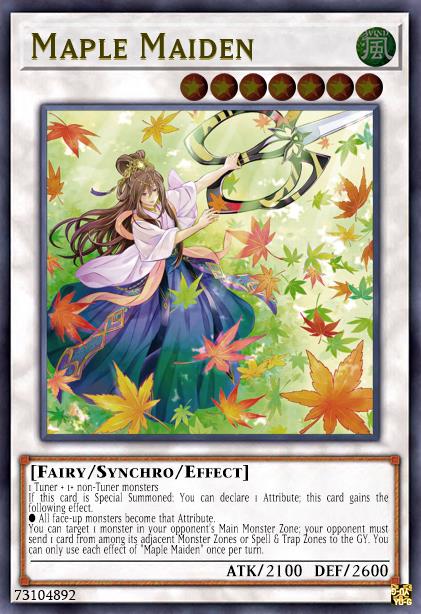 MAPLE MAIDEN
WIND
風
[FAIRY/SYNCHRO/EFFECT]
1 Tuner + 1+ non-Tuner monsters
If this card is Special Summoned: You can declare 1 Attribute; this card gains the
following effect.
● All face-up monsters become that Attribute.
You can target 1 monster in your opponent's Main Monster Zone; your opponent must
send 1 card from among its adjacent Monster Zones or Spell & Trap Zones to the GY. You
can only use each effect of "Maple Maiden" once per turn.
ATK/2100 DEF/2600
73104892